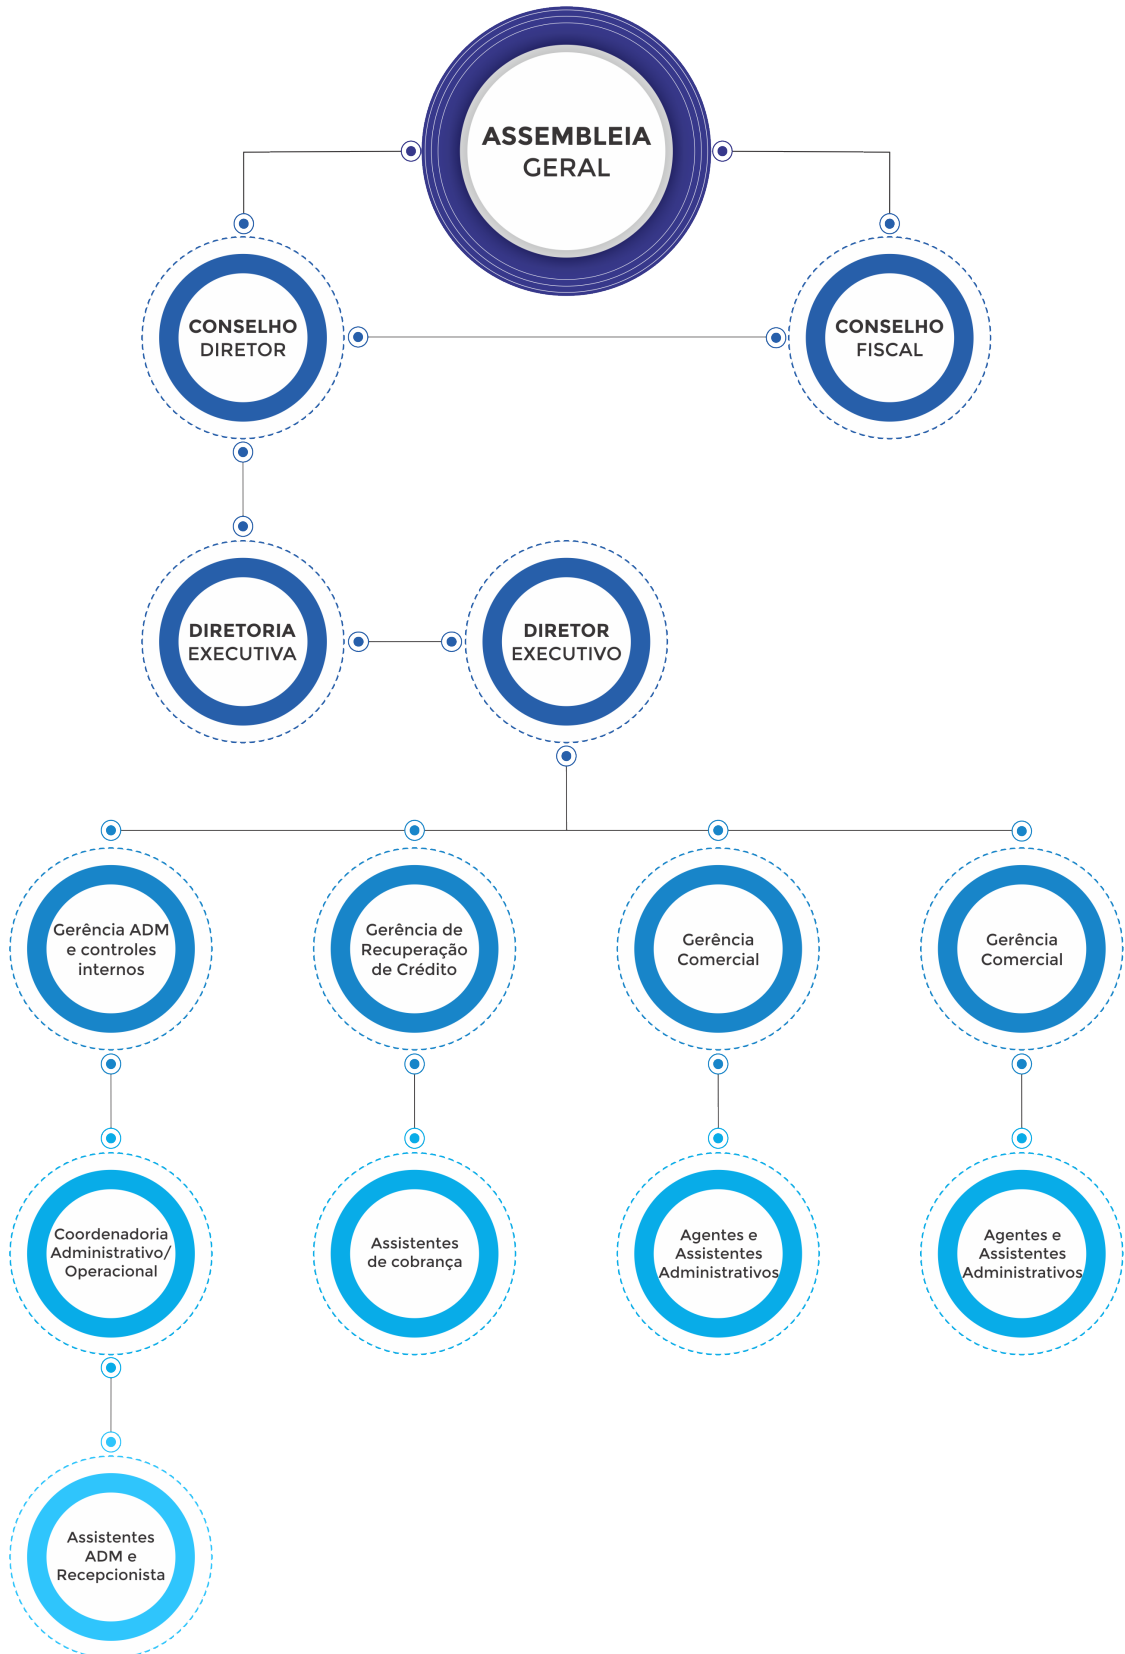 ASSEMBLEIA
GERAL
CONSELHO
DIRETOR
CONSELHO
FISCAL
DIRETORIA
EXECUTIVA
DIRETOR
EXECUTIVO
Gerência ADM
e controles
internos
Gerência de
Recuperação
de Crédito
Gerência
Comercial
Gerência
Comercial
Coordenadoria
Administrativo/
Operacional
Assistentes
de cobrança
Agentes e
Assistentes
Administrativos
Agentes e
Assistentes
Administrativos
Assistentes
ADM e
Recepcionista